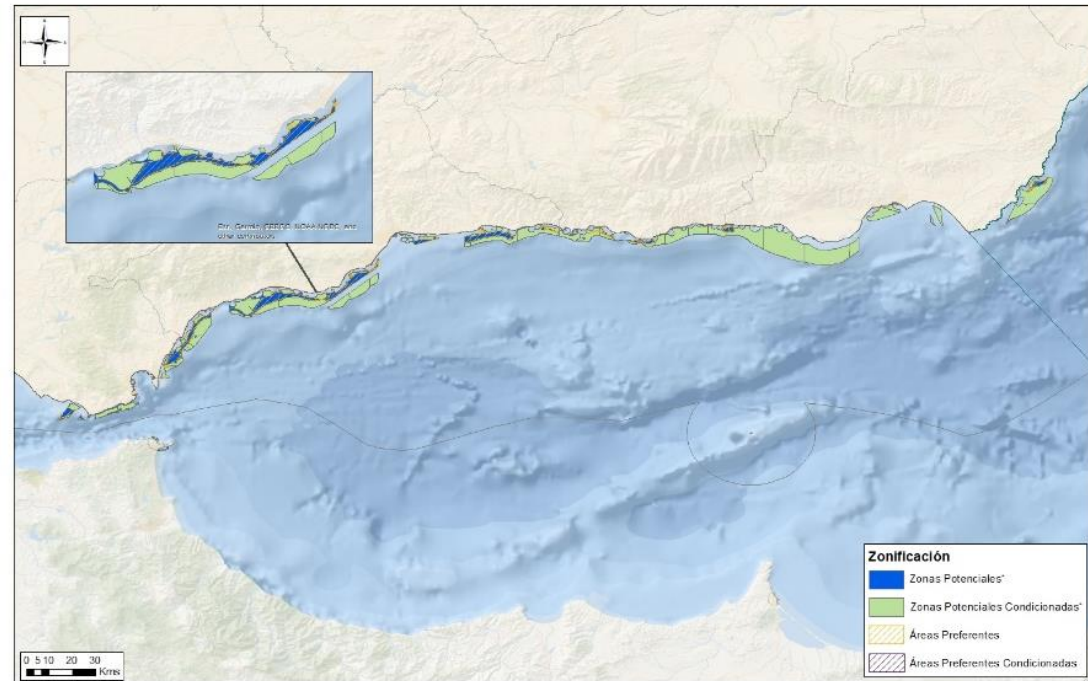 Zonificación
Zonas Potenciales*
Zonas Potenciales Condicionadas*
Áreas Preferentes
Áreas Preferentes Condicionadas
0 5 10 20 30
Kms